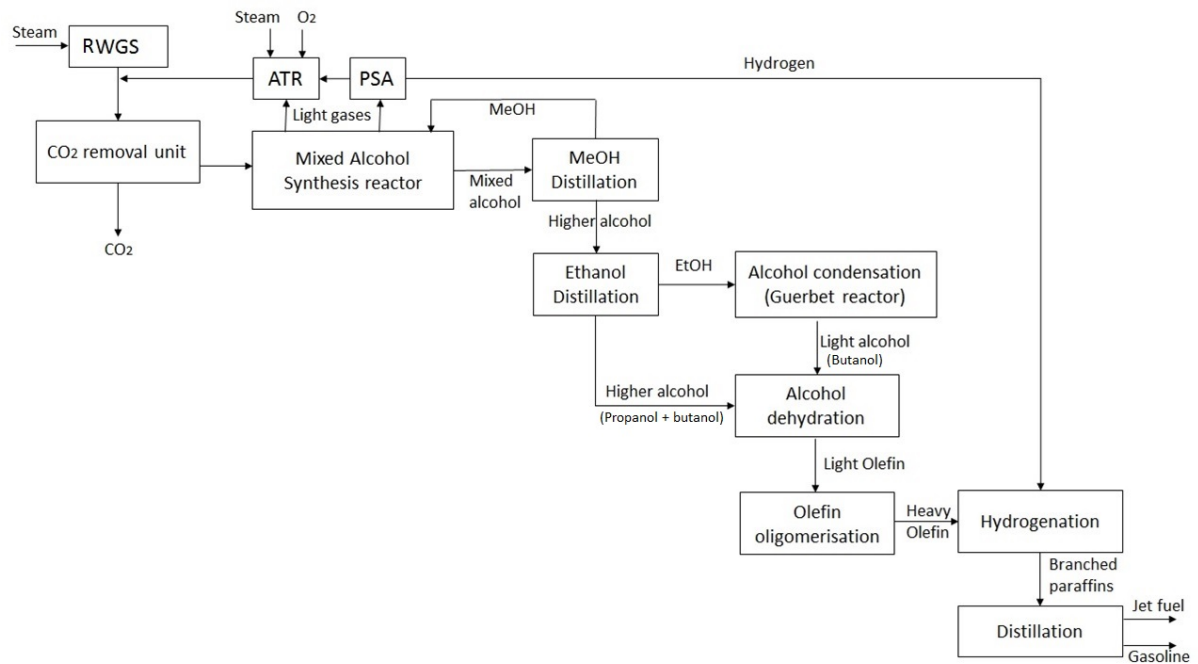 Steam
O2
Steam
RWGS
ATR
PSA
Hydrogen
Light gases
MeOH
CO2 removal unit
Mixed Alcohol
Synthesis reactor
MeOH
Distillation
Mixed
alcohol
CO2
Higher alcohol
Ethanol
Distillation
EtOH
Alcohol condensation
(Guerbet reactor)
Light alcohol
(Butanol)
Higher alcohol
(Propanol + butanol)
Alcohol
dehydration
Light Olefin
Olefin
oligomerisation
Heavy
Olefin
Hydrogenation
Branched
paraffins
Distillation
Jet fuel
Gasoline